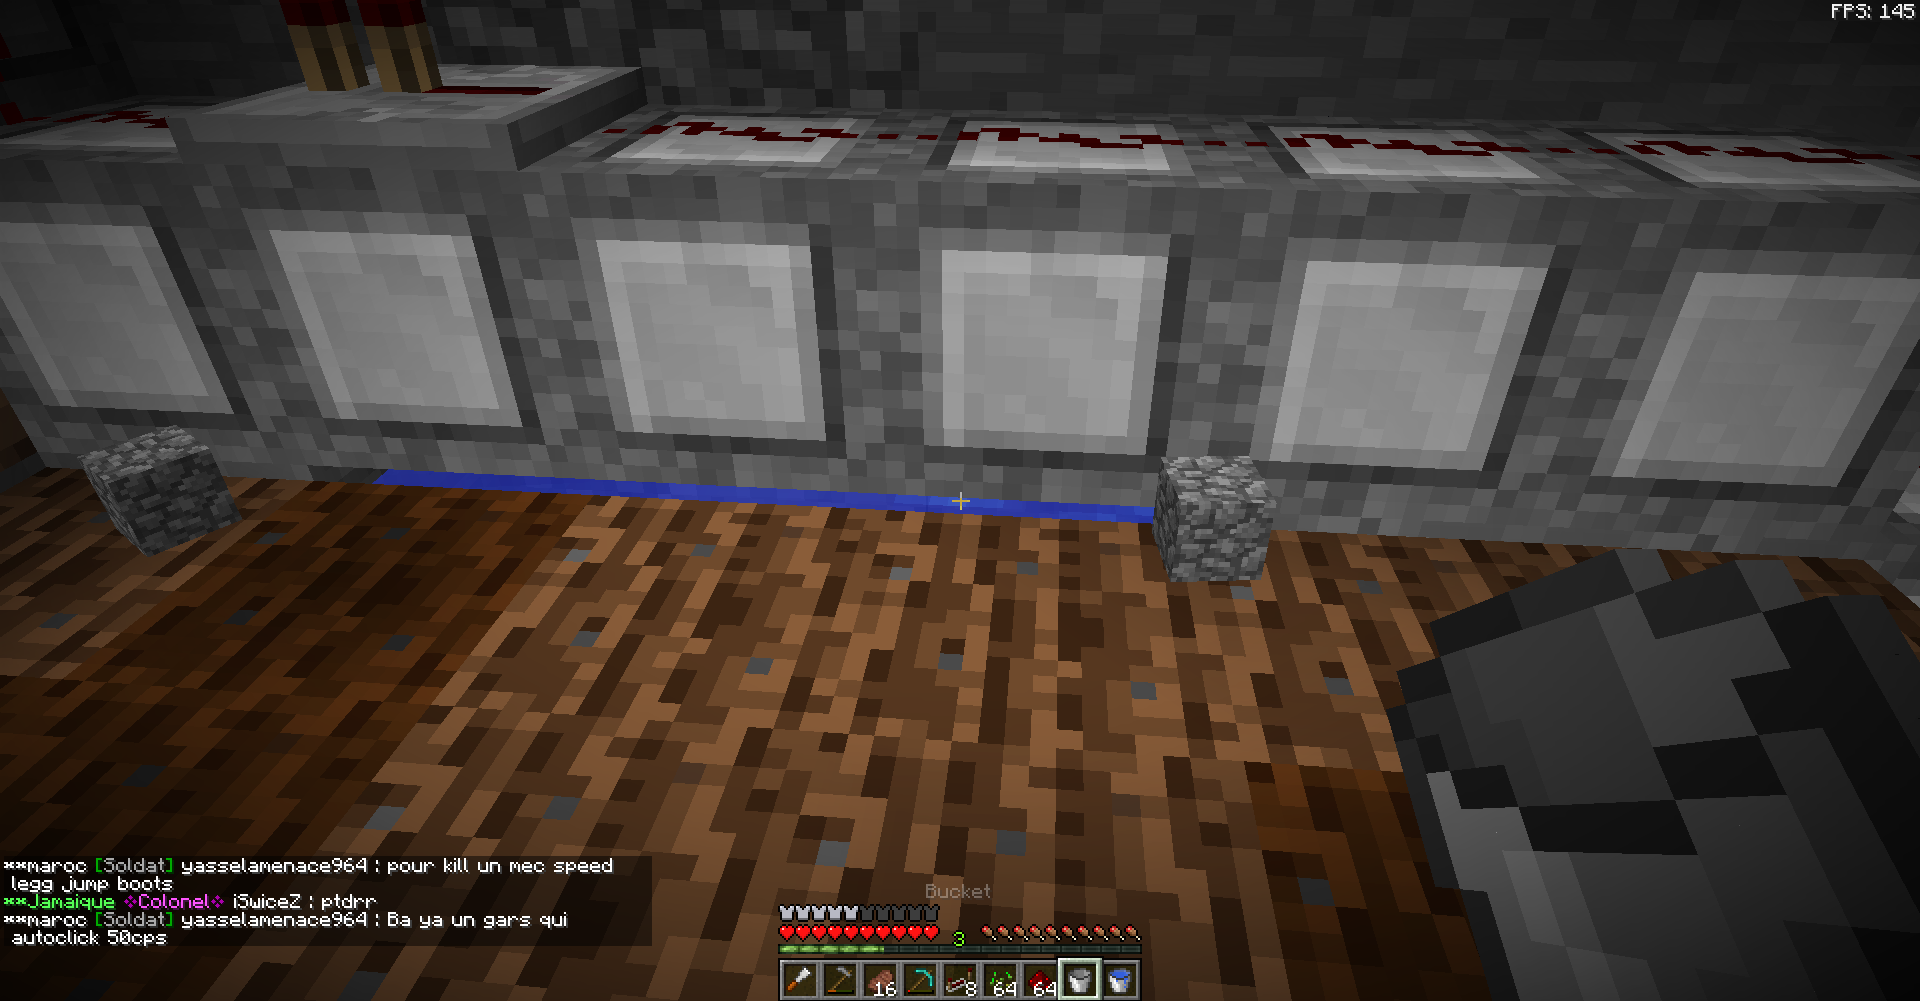 FPS: 145
**maroc [Soldat] yasselamenace964 : pour kill un mec speed
legg jump boots
**Jamaique ❖Colonel❖ iSwiceZ : ptdrr
**maroc [Soldat] yasselamenace964 : Ba ya un gars qui
autoclick 50cps
Bucket
3
16 8 64 64